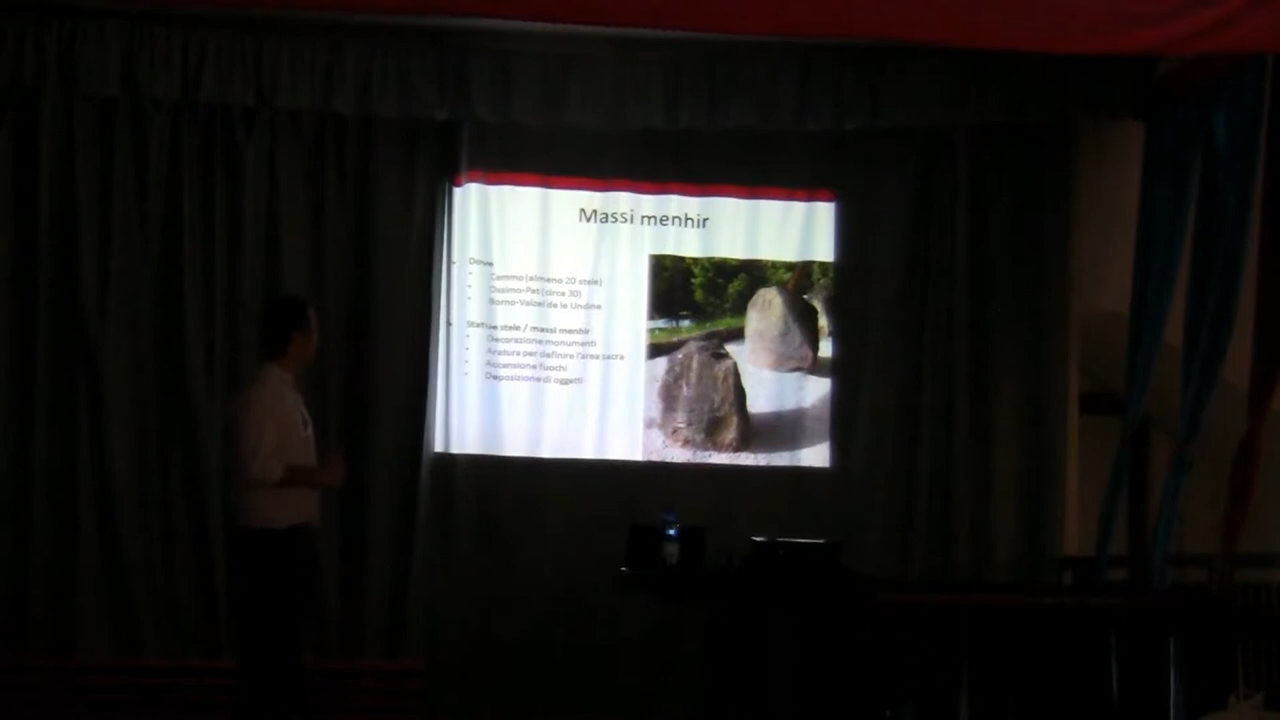 Massi menhir
Dove
Cemmo (almeno 20 stele)
Ossimo-Pat (circa 30)
Borno-Valzel de le Undine
Statue stele / massi menhir
Decorazione monumenti
Aratura per definire l'area sacra
Accensione fuochi
Deposizione di oggetti